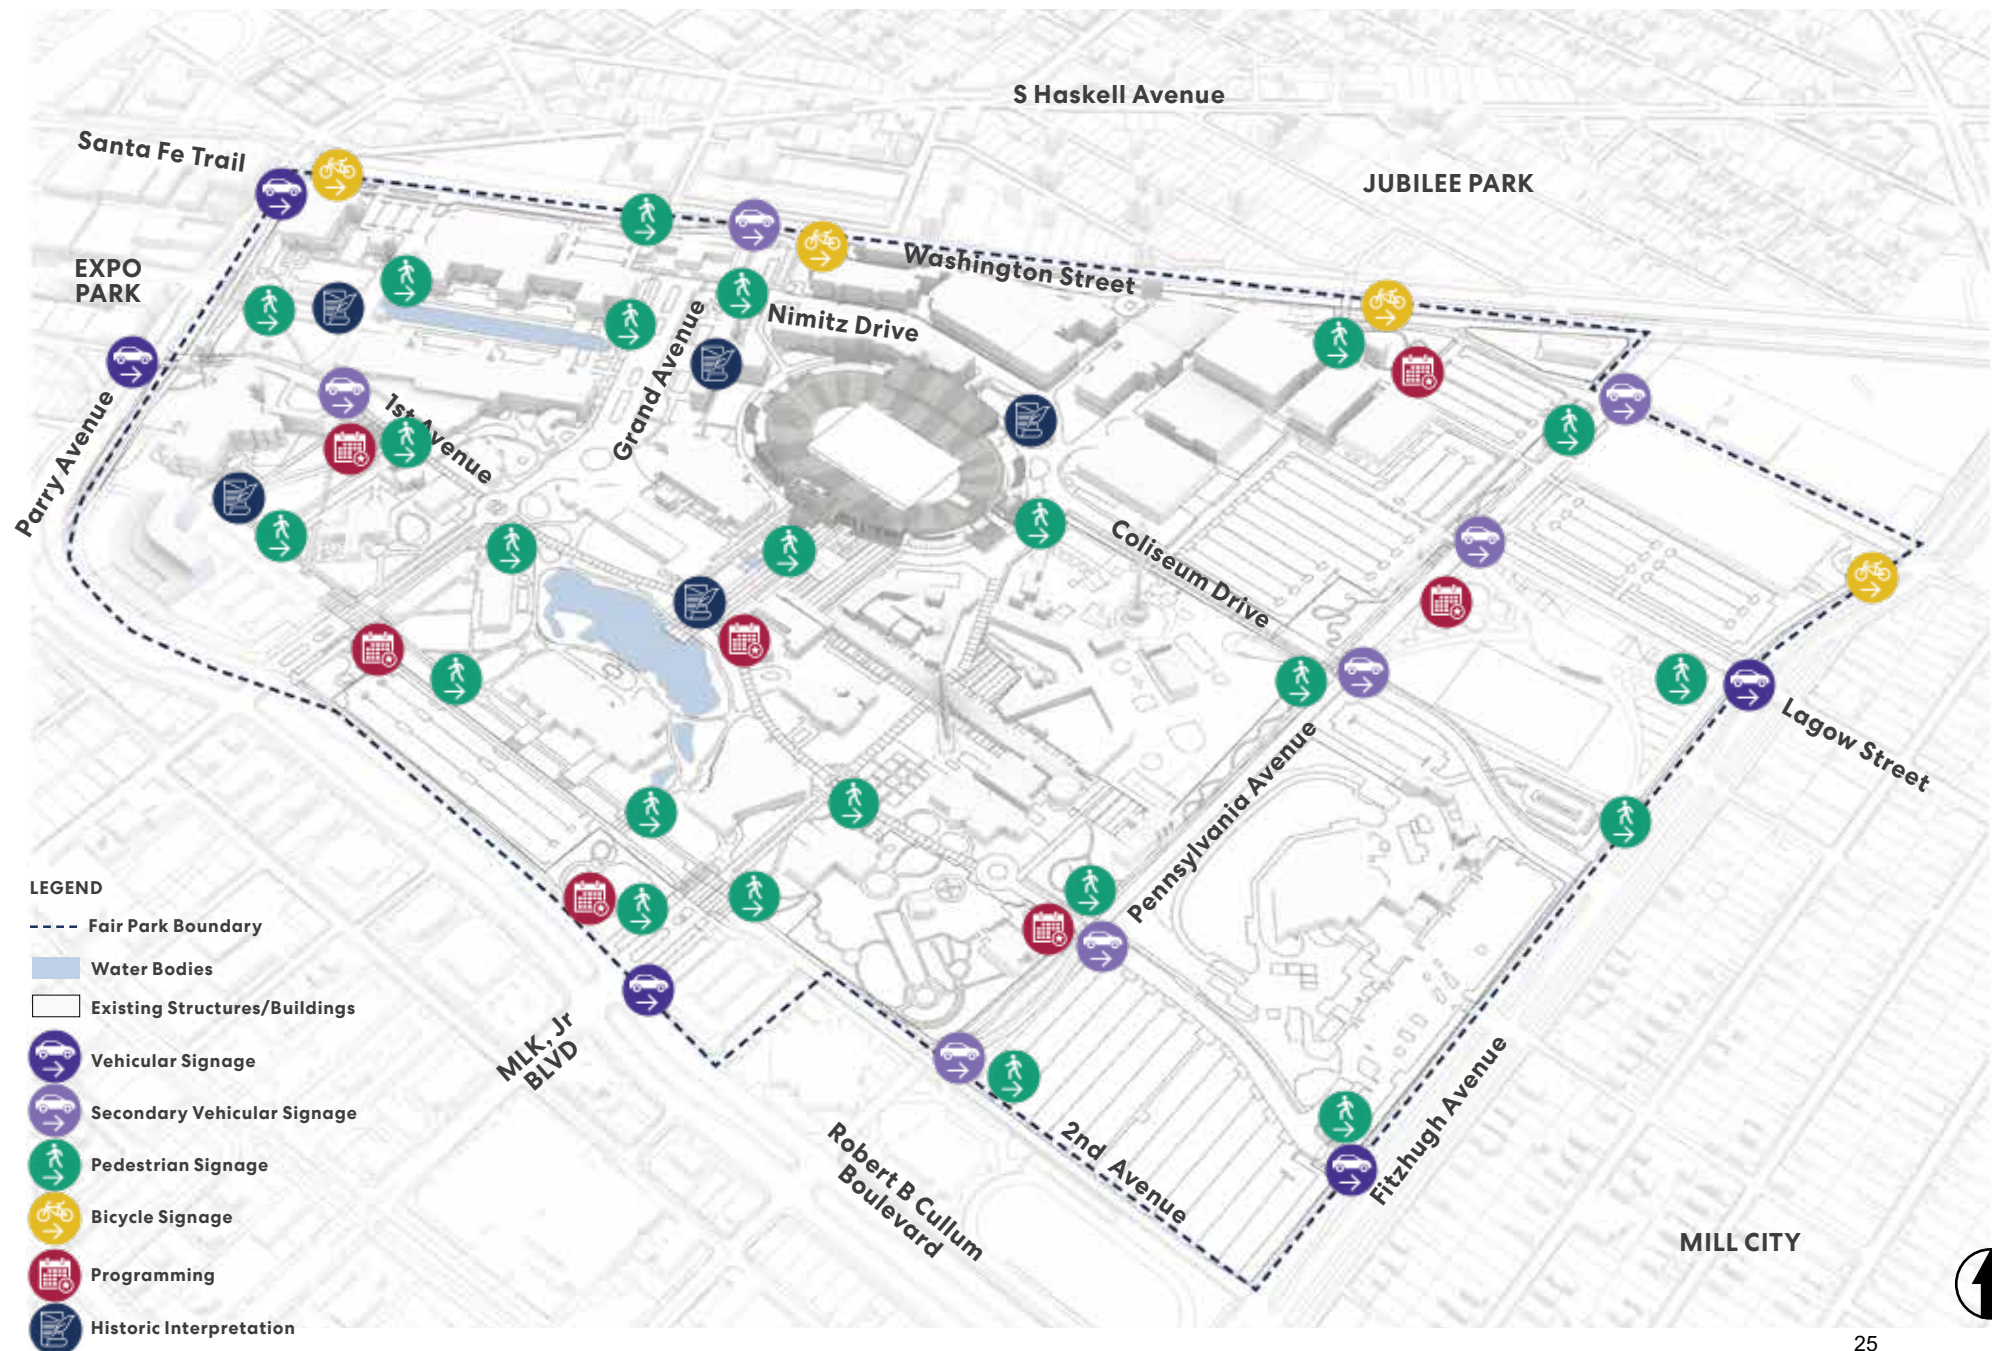 S Haskell Avenue
Santa Fe Trail
JUBILEE PARK
EXPO
PARK
Washington Street
Nimitz Drive
Grand Avenue
1st Avenue
Parry Avenue
Coliseum Drive
Lagow Street
Pennsylvania Avenue
LEGEND
Fair Park Boundary
Water Bodies
Existing Structures/Buildings
Vehicular Signage
Secondary Vehicular Signage
Pedestrian Signage
Bicycle Signage
Programming
Historic Interpretation
MLK, Jr
BLVD
Robert B Cullum
Boulevard
2nd Avenue
Fitzhugh Avenue
MILL CITY
25